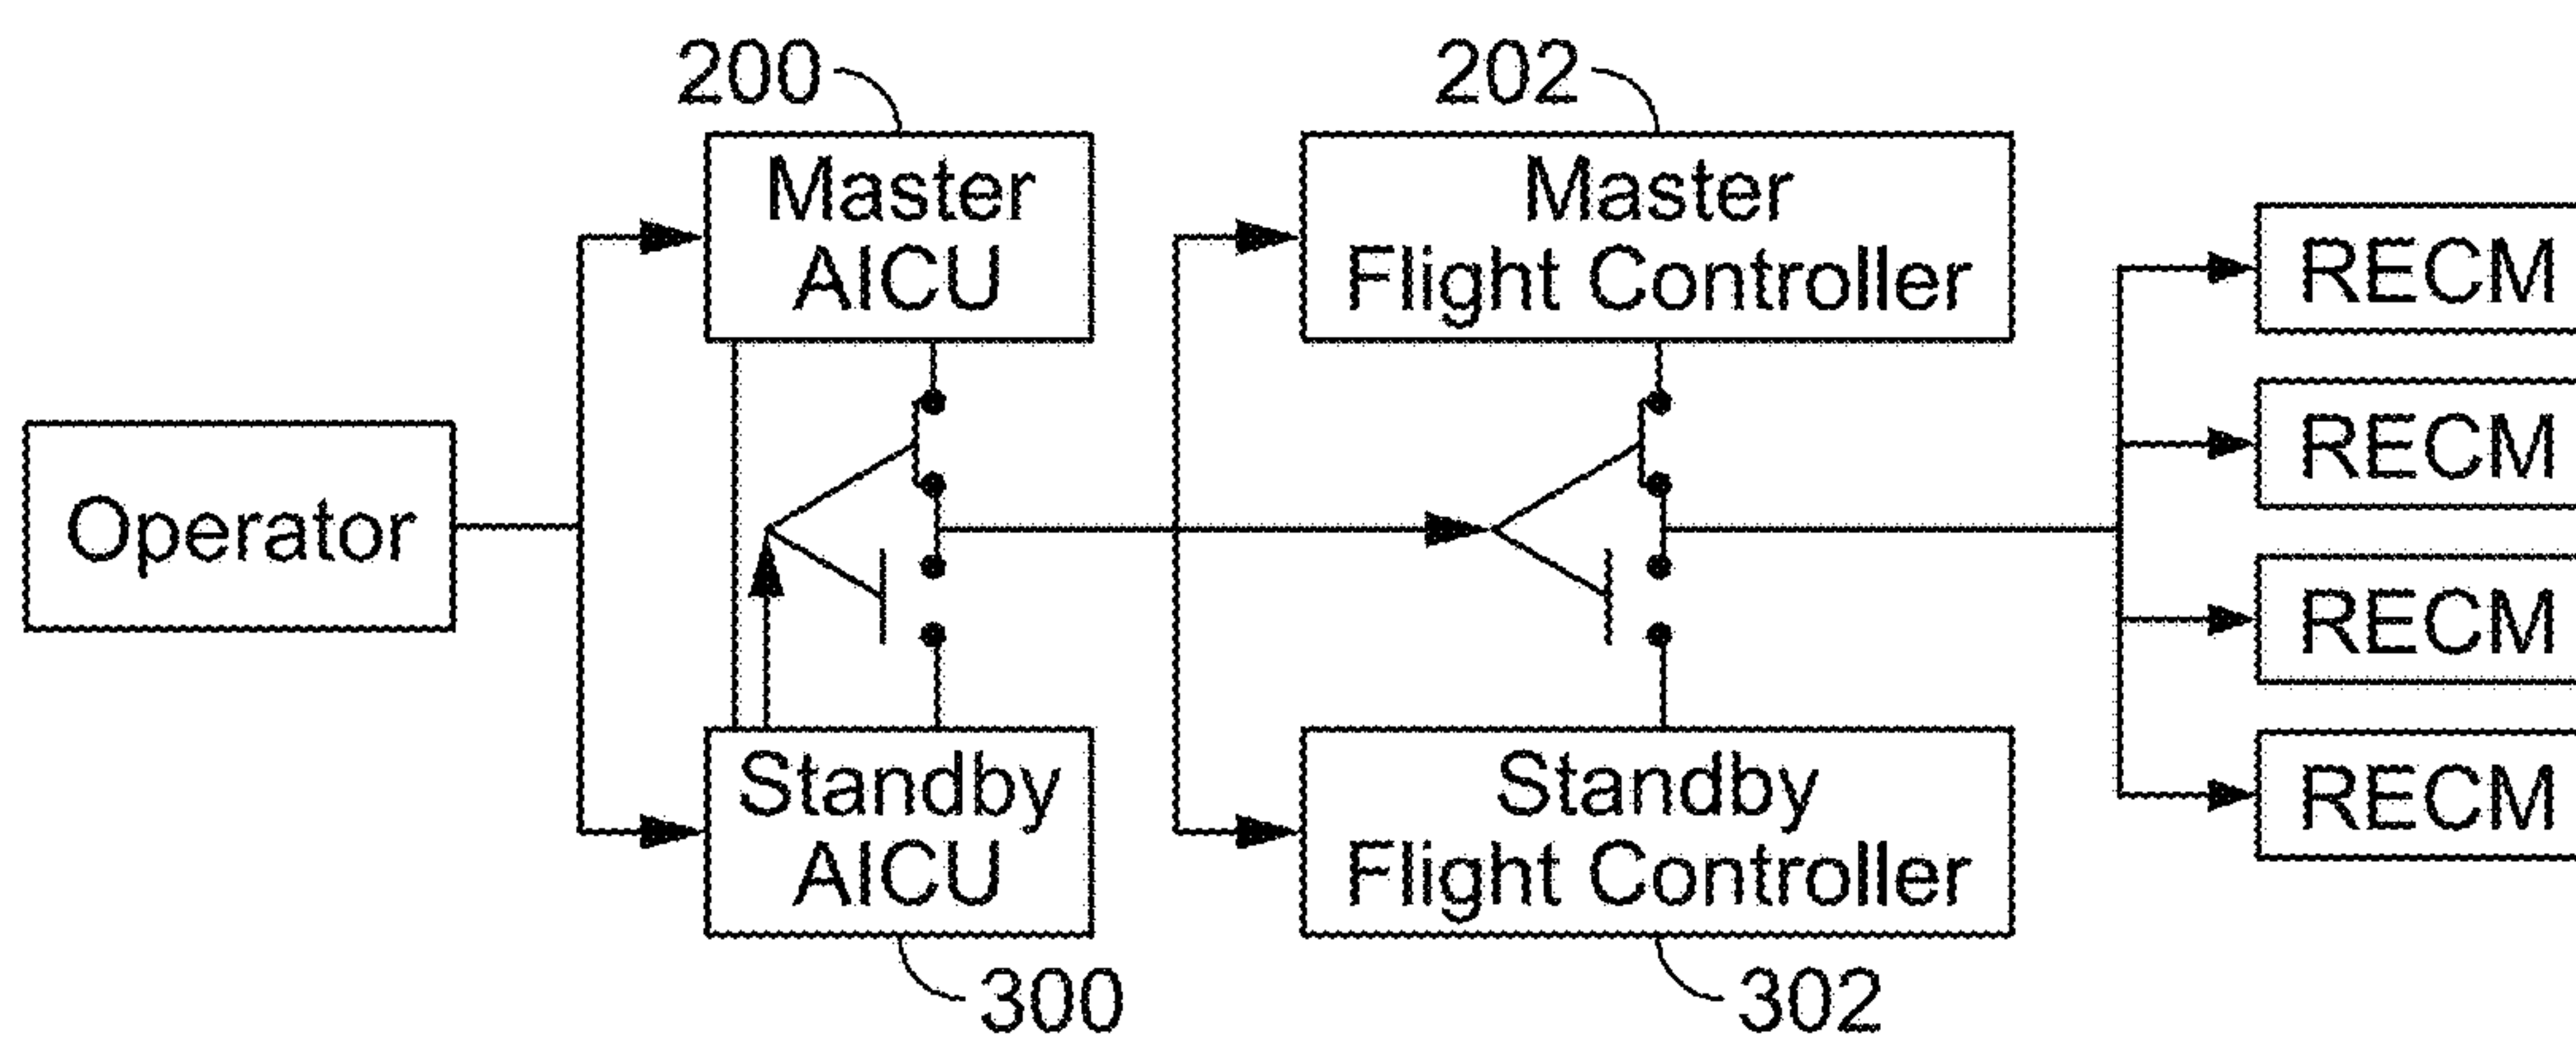 200
202
Master
AICU
Master
Flight Controller
RECM
RECM
Operator
RECM
RECM
Standby
AICU
Standby
Flight Controller
300
302